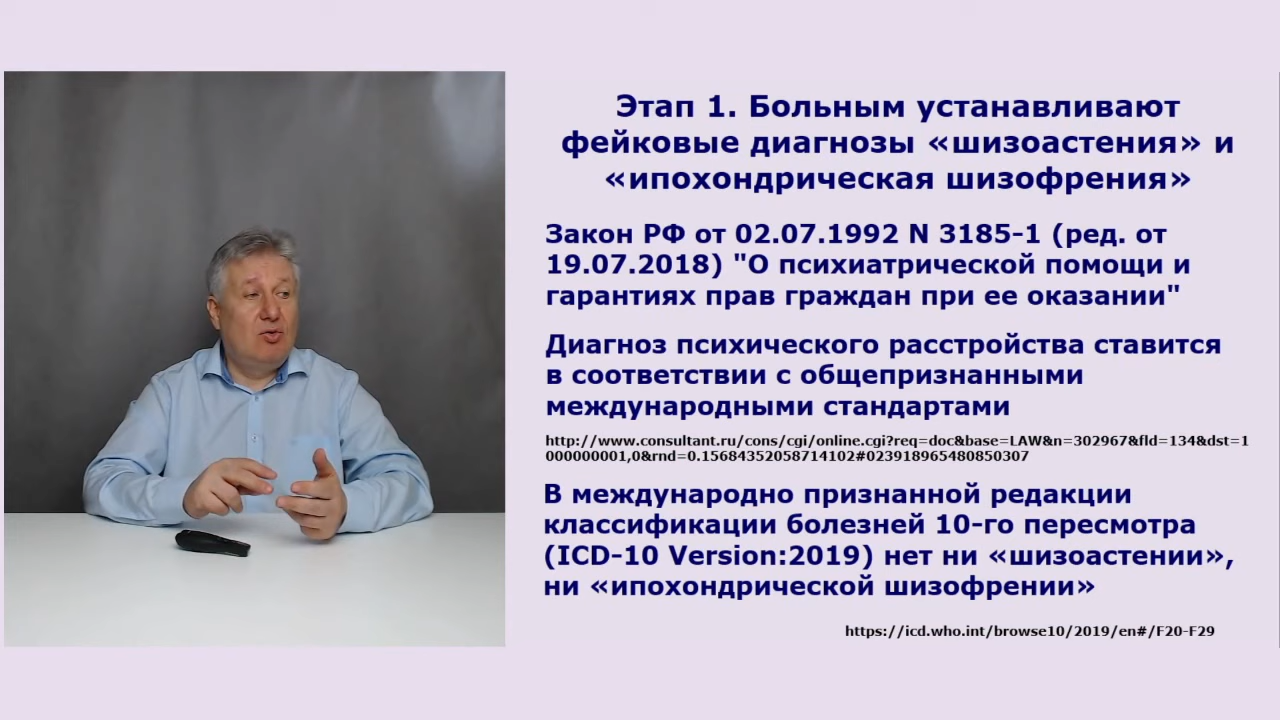 Этап 1. Больным устанавливают
фейковые диагнозы «шизоастения» и
«ипохондрическая шизофрения»
Закон РФ от 02.07.1992 N 3185-1 (ред. от
19.07.2018) "О психиатрической помощи и
гарантиях прав граждан при ее оказании"
Диагноз психического расстройства ставится
в соответствии с общепризнанными
международными стандартами
http://www.consultant.ru/cons/cgi/online.cgi?req=doc&base=LAW&n=302967&fld=134&dst=1
000000001,0&rnd=0.15684352058714102#023918965480850307
В международно признанной редакции
классификации болезней 10-го пересмотра
(ICD-10 Version:2019) нет ни «шизоастении»,
ни «ипохондрической шизофрении»
https://icd.who.int/browse10/2019/en#/F20-F29